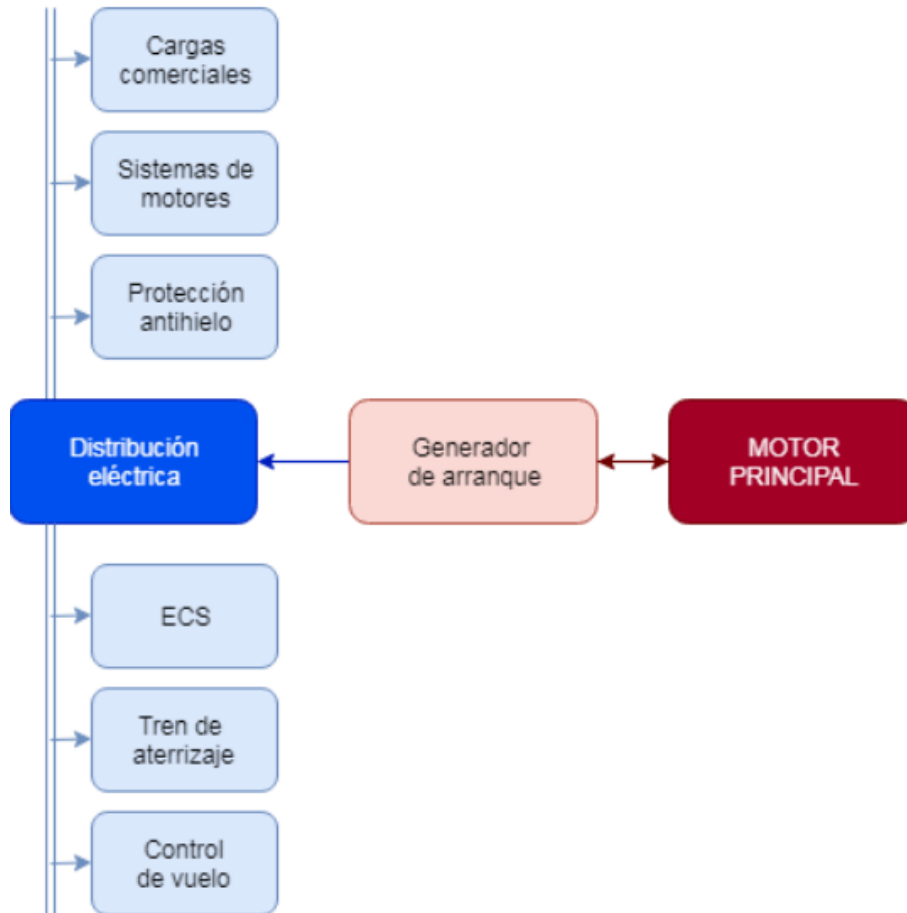 Cargas
comerciales
Sistemas de
motores
Protección
antihielo
Distribución
eléctrica
Generador
de arranque
MOTOR
PRINCIPAL
ECS
Tren de
aterrizaje
Control
de vuelo